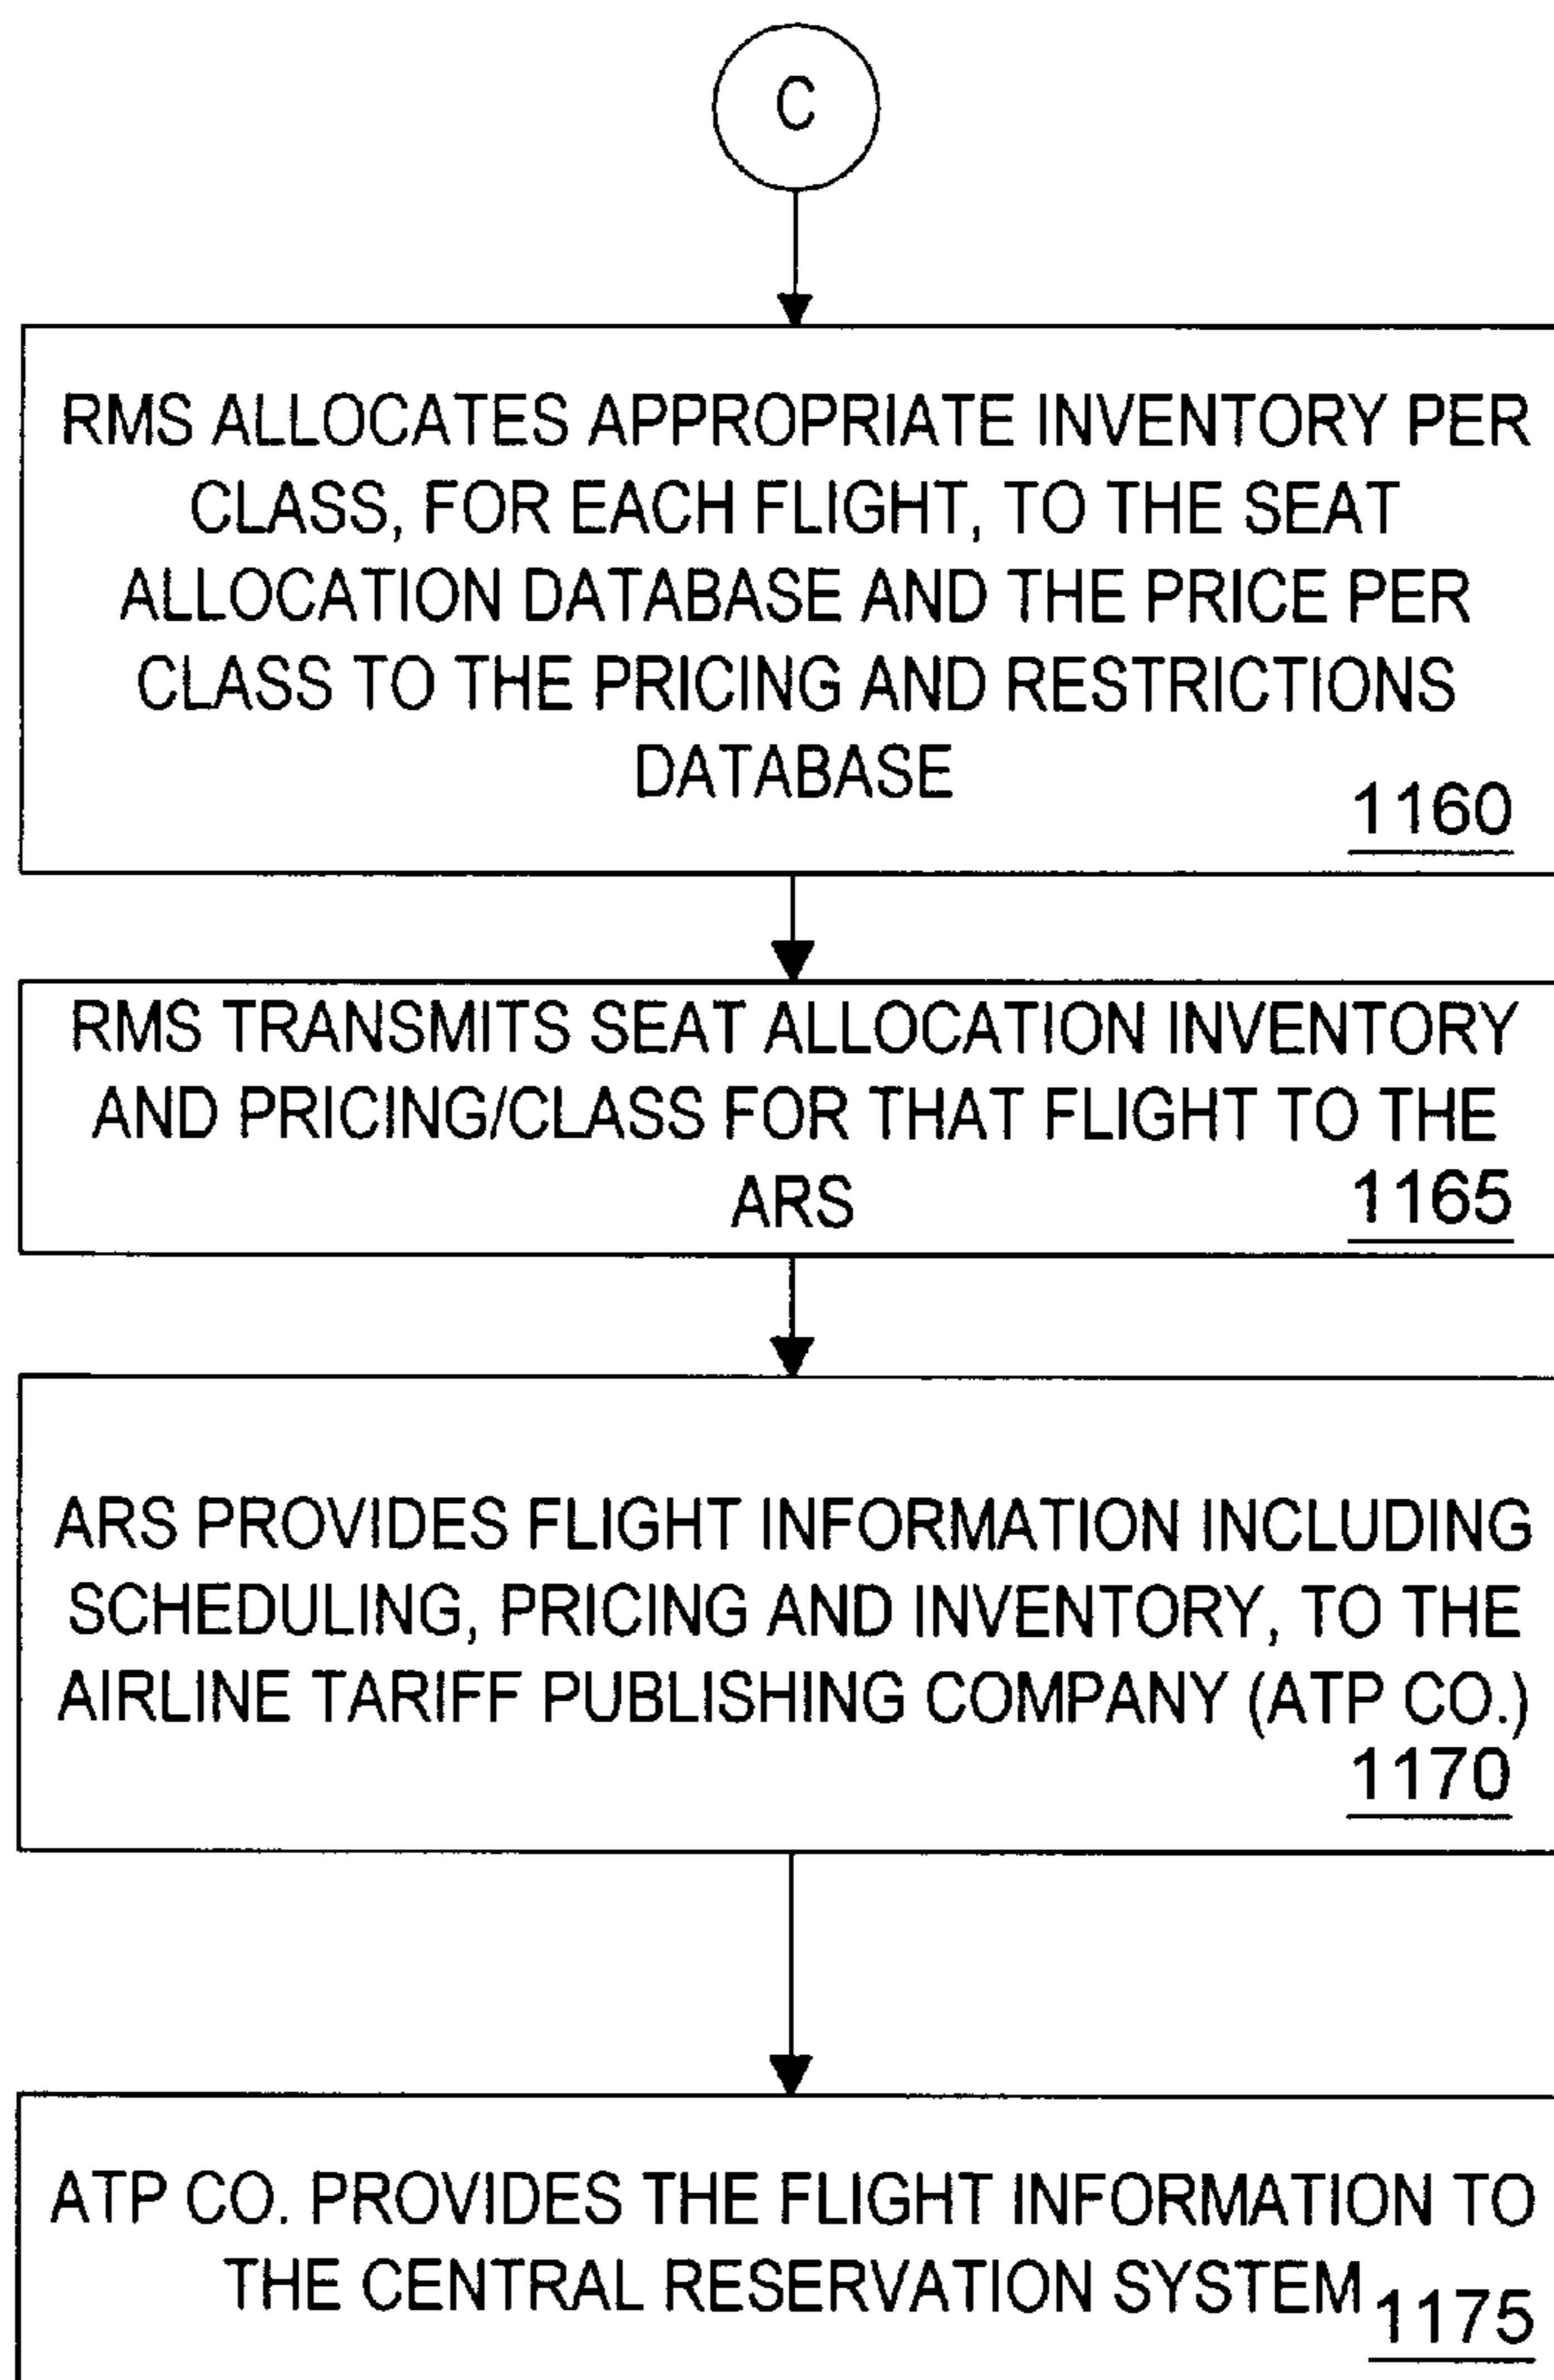 C
RMS ALLOCATES APPROPRIATE INVENTORY PER
CLASS, FOR EACH FLIGHT, TO THE SEAT
ALLOCATION DATABASE AND THE PRICE PER
CLASS TO THE PRICING AND RESTRICTIONS
DATABASE
1160
RMS TRANSMITS SEAT ALLOCATION INVENTORY
AND PRICING/CLASS FOR THAT FLIGHT TO THE
ARS
1165
ARS PROVIDES FLIGHT INFORMATION INCLUDING
SCHEDULING, PRICING AND INVENTORY, TO THE
AIRLINE TARIFF PUBLISHING COMPANY (ATP CO.)
1170
ATP CO. PROVIDES THE FLIGHT INFORMATION TO
THE CENTRAL RESERVATION SYSTEM
1175